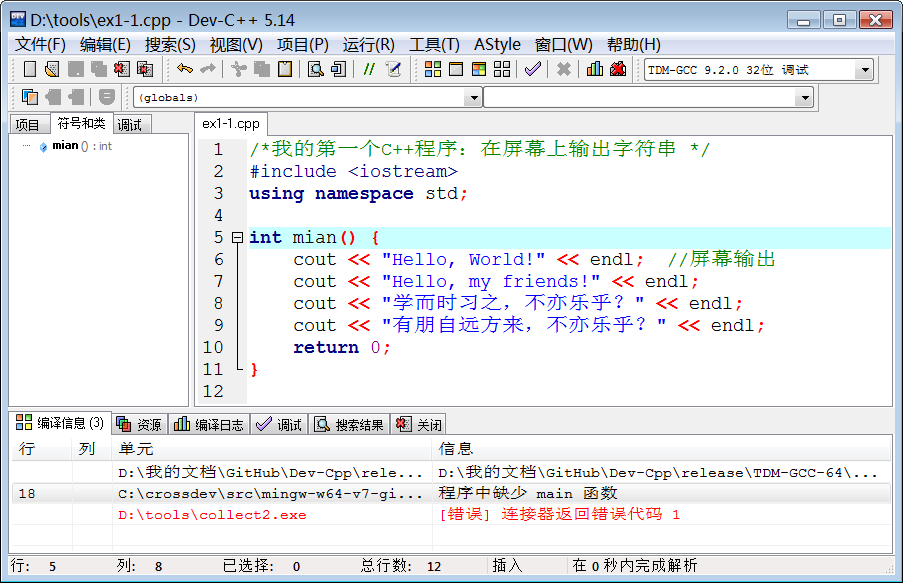 D:\tools\ex1-1.cpp - Dev-C++ 5.14
文件(F) 编辑(E) 搜索(S) 视图(V) 项目(P) 运行(R) 工具(T) AStyle 窗口(W) 帮助(H)
TDM-GCC 9.2.0 32位 调试
(globals)
项目 符号和类 调试
mian () : int
ex1-1.cpp
1 /*我的第一个C++程序: 在屏幕上输出字符串 */
2 #include <iostream>
3 using namespace std;
4
5 int mian() {
6 cout << "Hello, World!" << endl; //屏幕输出
7 cout << "Hello, my friends!" << endl;
8 cout << "学而时习之，不亦乐乎？" << endl;
9 cout << "有朋自远方来，不亦乐乎？" << endl;
10 return 0;
11 }
12
编译信息 (3) 资源 编译日志 调试 搜索结果 关闭
行 列 单元 信息
D:\我的文档\GitHub\Dev-Cpp\rele... D:\我的文档\GitHub\Dev-Cpp\release\TDM-GCC-64\...
18 C:\crossdev\src\mingw-w64-v7-gi... 程序中缺少 main 函数
D:\tools\collect2.exe [错误] 连接器返回错误代码 1
行: 5 列: 8 已选择: 0 总行数: 12 插入 在 0 秒内完成解析